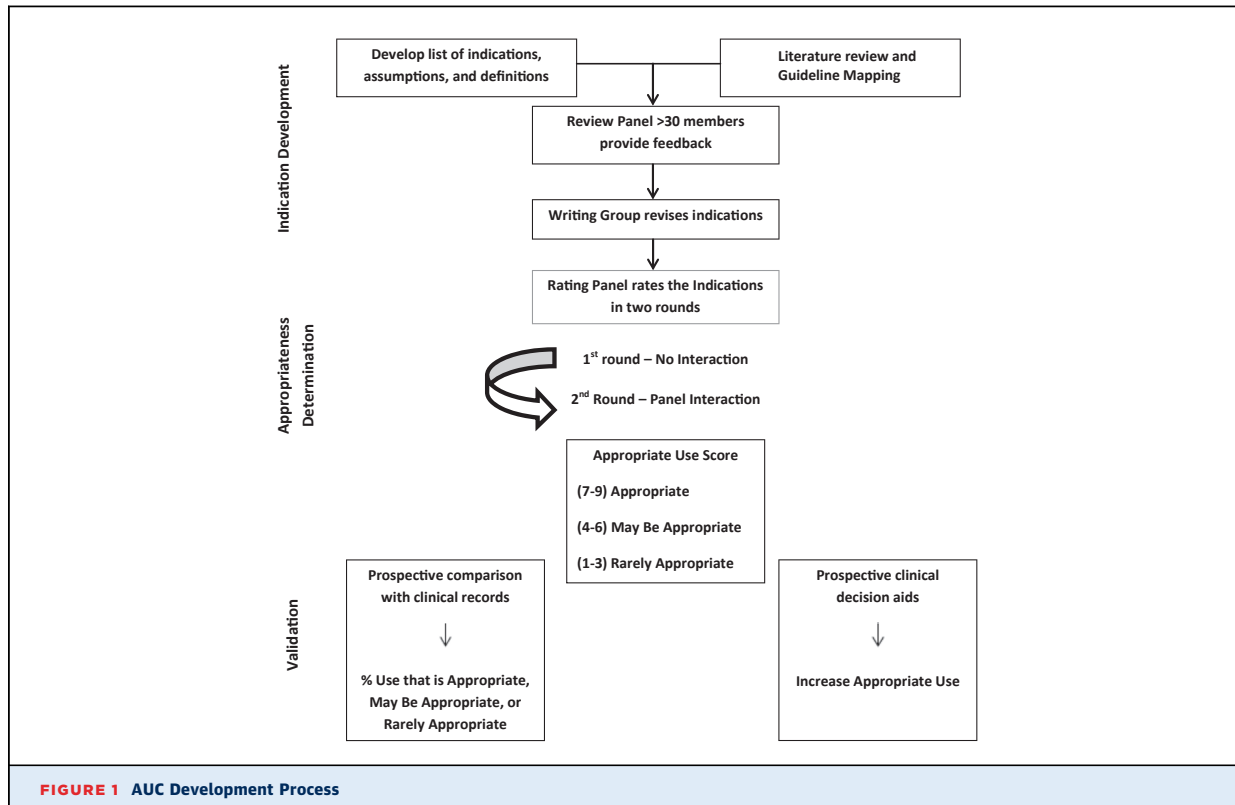 Indication Development
Develop list of indications,
assumptions, and definitions
Literature review and
Guideline Mapping
Review Panel >30 members
provide feedback
Writing Group revises indications
Appropriateness
Determination
Rating Panel rates the Indications
in two rounds
1st round – No Interaction
2nd Round – Panel Interaction
Appropriate Use Score
(7-9) Appropriate
(4-6) May Be Appropriate
(1-3) Rarely Appropriate
Validation
Prospective comparison
with clinical records
% Use that is Appropriate,
May Be Appropriate, or
Rarely Appropriate
Prospective clinical
decision aids
Increase Appropriate Use
FIGURE 1 AUC Development Process